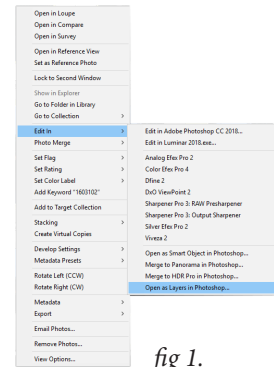 Open in Loupe
Open in Compare
Open in Survey
Open in Reference View
Set as Reference Photo
Lock to Second Window
Show in Explorer
Go to Folder in Library
Go to Collection >
Edit In >
Photo Merge >
Set Flag >
Set Rating >
Set Color Label >
Add Keyword "1603102"
Add to Target Collection
Stacking >
Create Virtual Copies
Develop Settings >
Metadata Presets >
Rotate Left (CCW)
Rotate Right (CW)
Metadata >
Export >
Email Photos...
Remove Photos...
View Options...
Edit in Adobe Photoshop CC 2018...
Edit in Luminar 2018.exe...
Analog Efex Pro 2
Color Efex Pro 4
Dfine 2
DxO ViewPoint 2
Sharpener Pro 3: RAW Presharpener
Sharpener Pro 3: Output Sharpener
Silver Efex Pro 2
Viveza 2
Open as Smart Object in Photoshop...
Merge to Panorama in Photoshop...
Merge to HDR Pro in Photoshop...
Open as Layers in Photoshop...
fig 1.